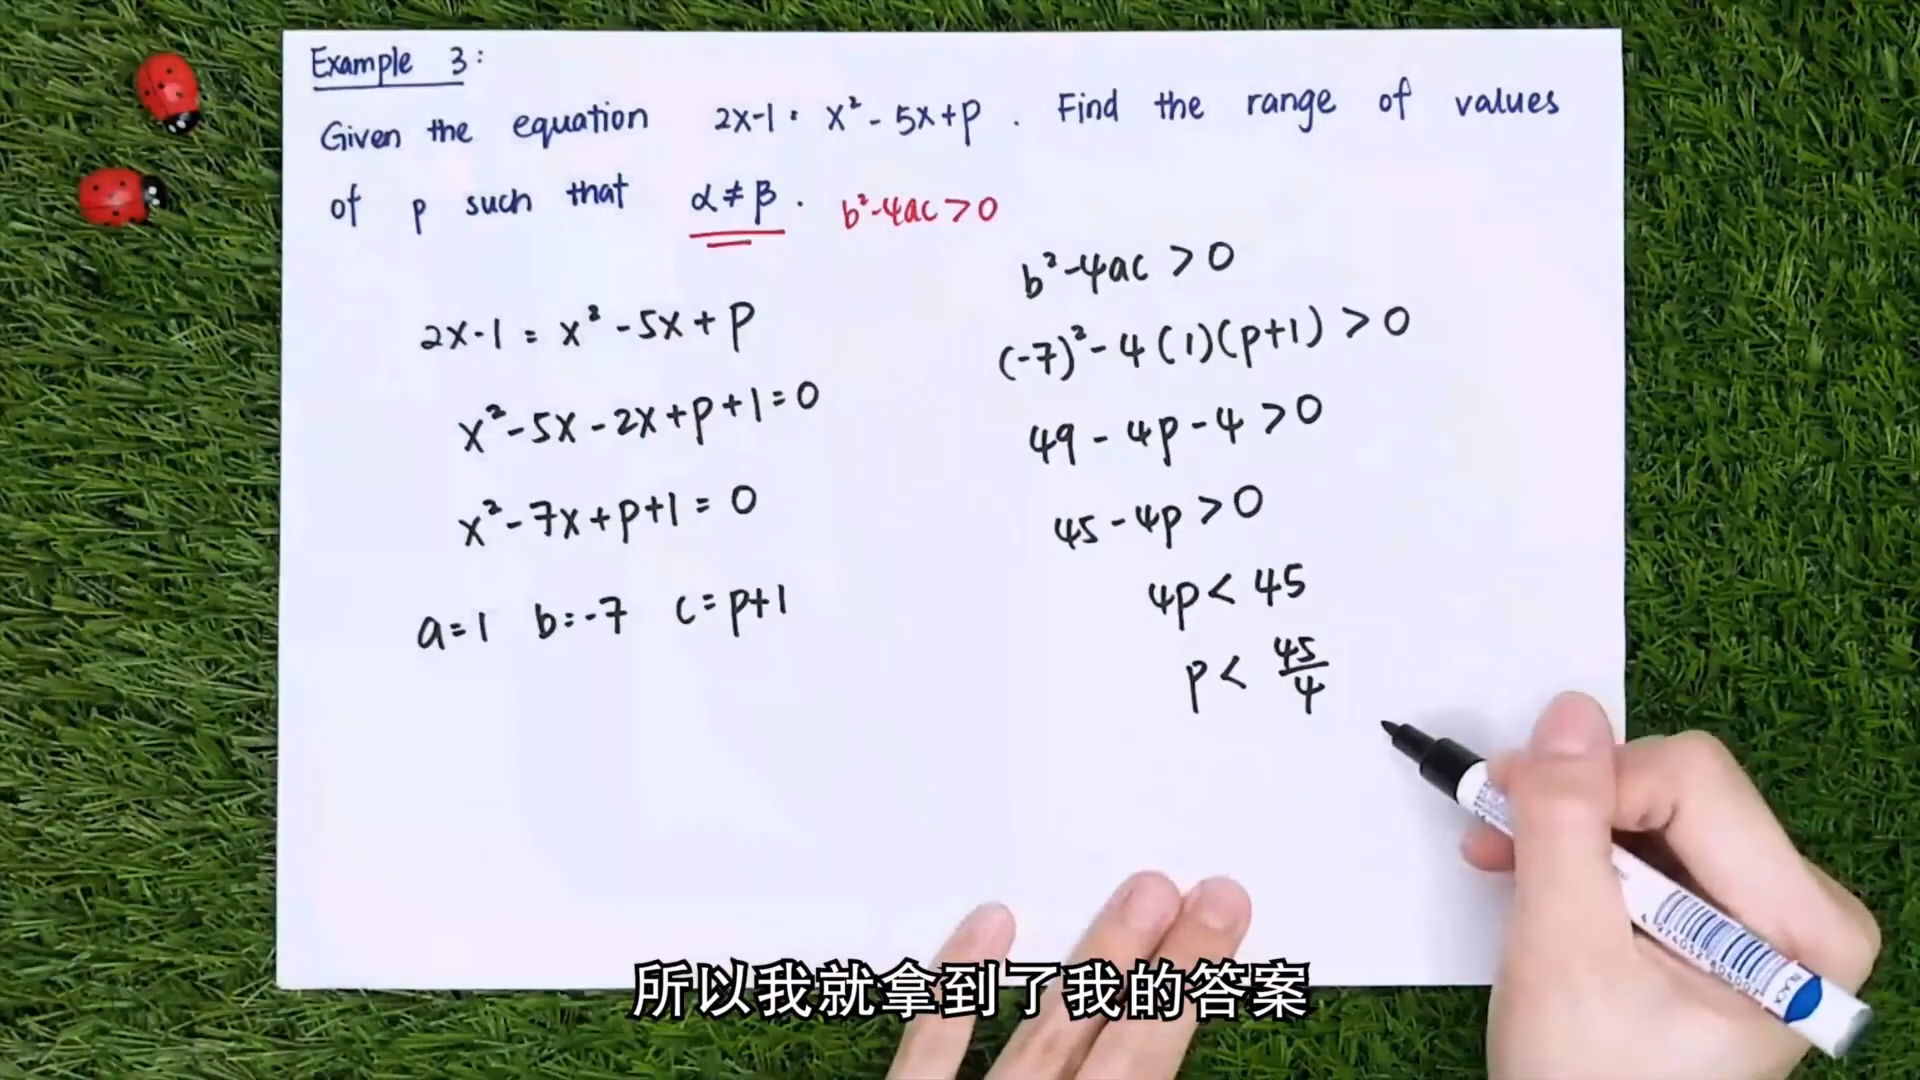 Example 3:
Given the equation 2x-1 = x² - 5x + p . Find the range of values
of p such that α ≠ β . b²-4ac > 0
2x-1 = x² - 5x + p
x² - 5x - 2x + p + 1 = 0
x² - 7x + p + 1 = 0
a = 1 b = -7 c = p+1
b² - 4ac > 0
(-7)² - 4(1)(p+1) > 0
49 - 4p - 4 > 0
45 - 4p > 0
4p < 45
p < 45/4
BLACK
所以我就拿到了我的答案